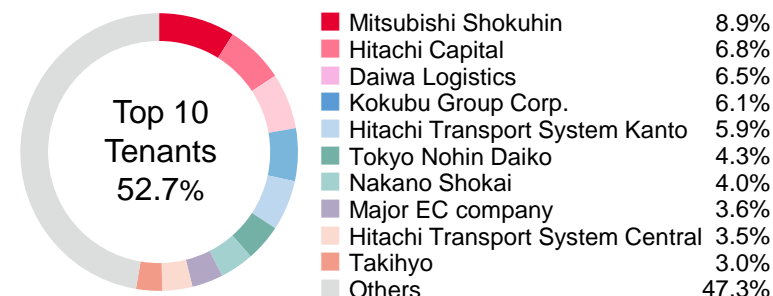 Top 10
Tenants
52.7%
Mitsubishi Shokuhin 8.9%
Hitachi Capital 6.8%
Daiwa Logistics 6.5%
Kokubu Group Corp. 6.1%
Hitachi Transport System Kanto 5.9%
Tokyo Nohin Daiko 4.3%
Nakano Shokai 4.0%
Major EC company 3.6%
Hitachi Transport System Central 3.5%
Takihyo 3.0%
Others 47.3%